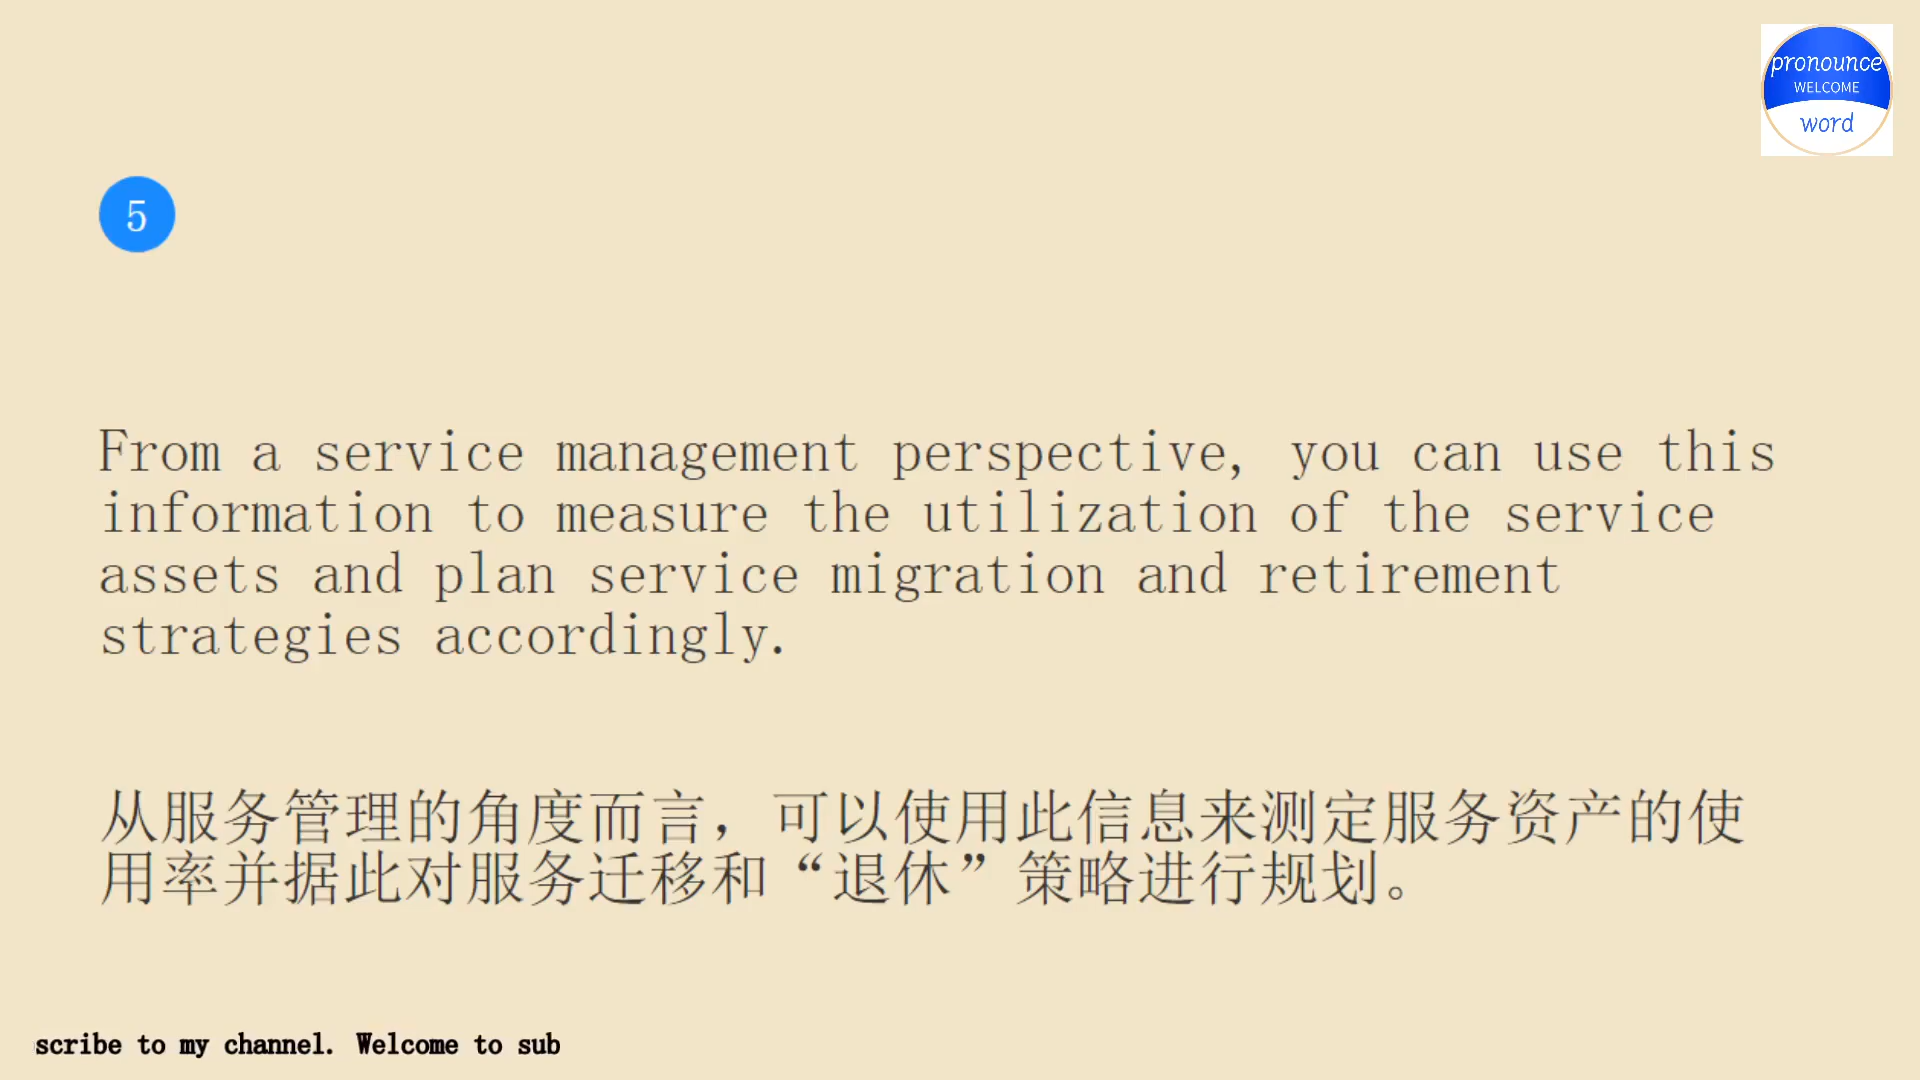 pronounce
WELCOME
word
5
From a service management perspective, you can use this
information to measure the utilization of the service
assets and plan service migration and retirement
strategies accordingly.
从服务管理的角度而言，可以使用此信息来测定服务资产的使
用率并据此对服务迁移和“退休”策略进行规划。
scribe to my channel. Welcome to sub